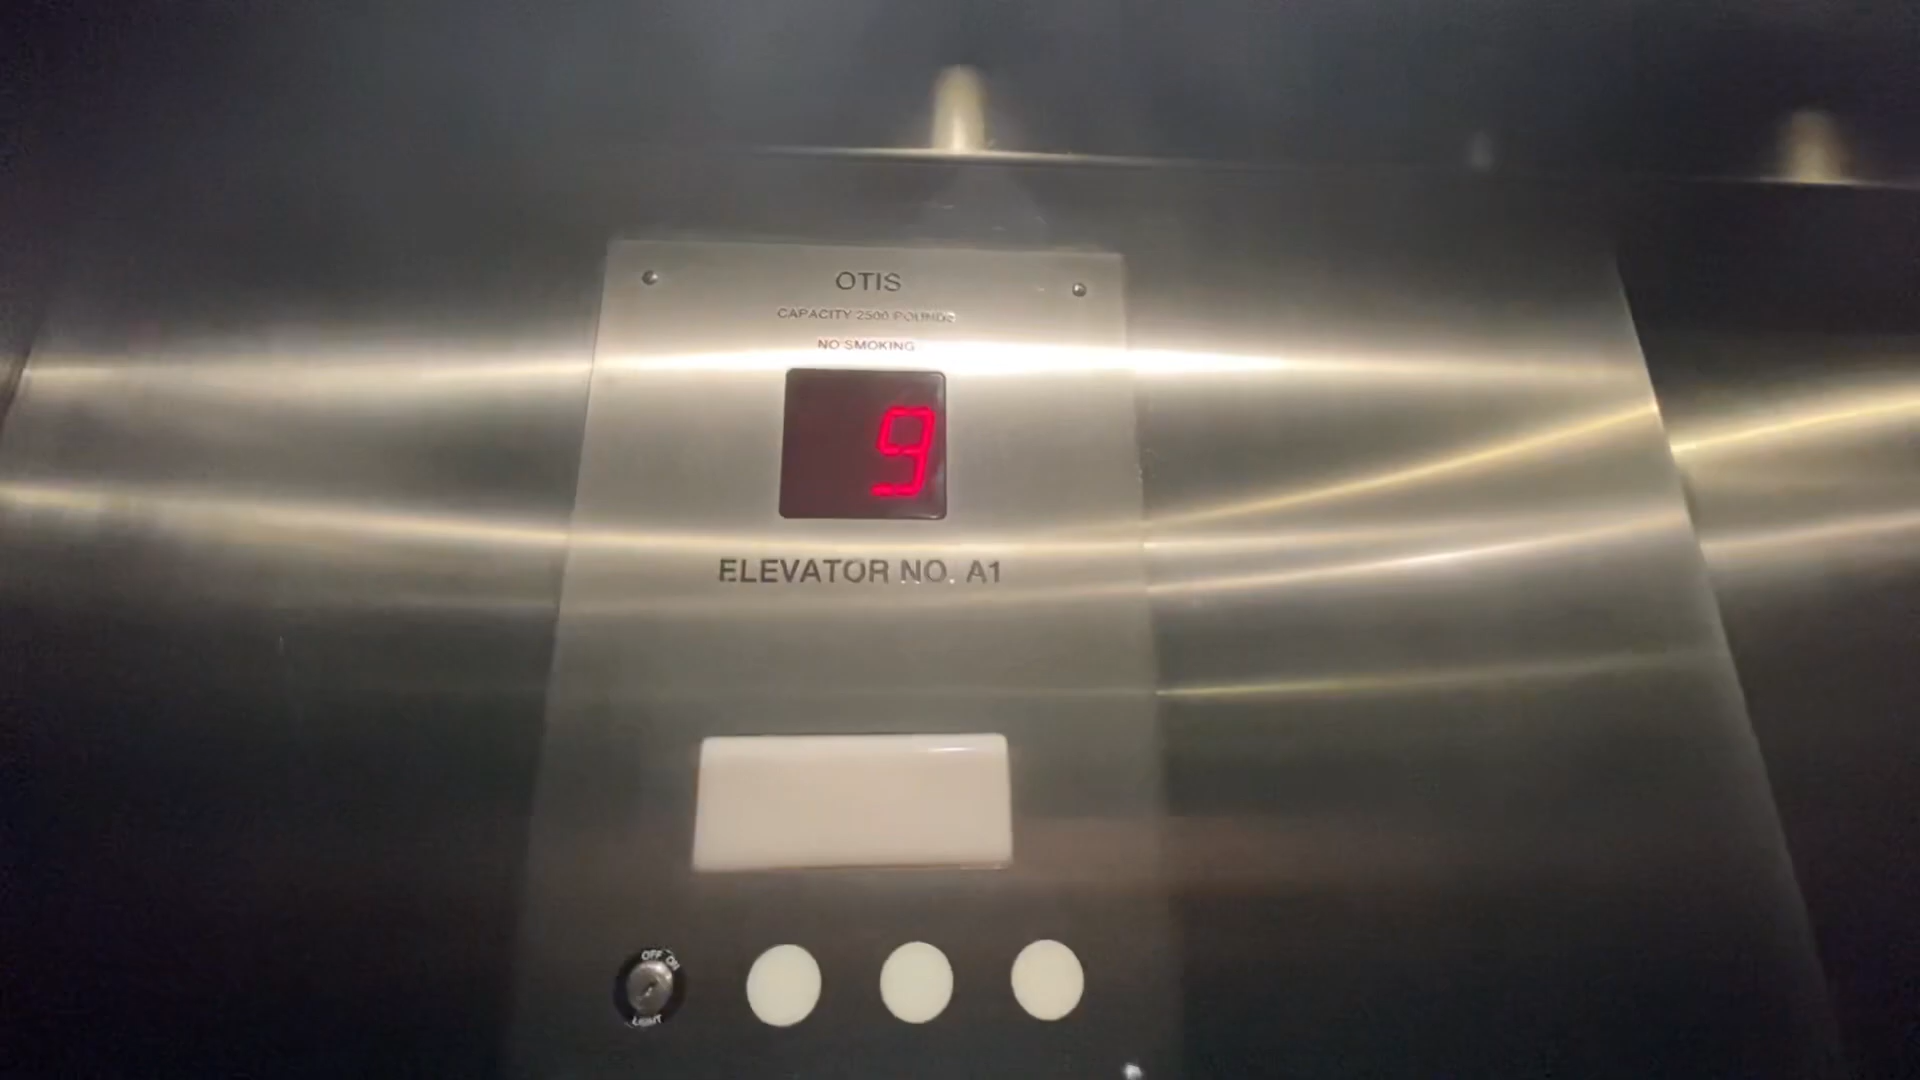 OTIS
CAPACITY 2500 POUNDS
NO SMOKING
9
ELEVATOR NO. A1
OFF ON
LIGHT